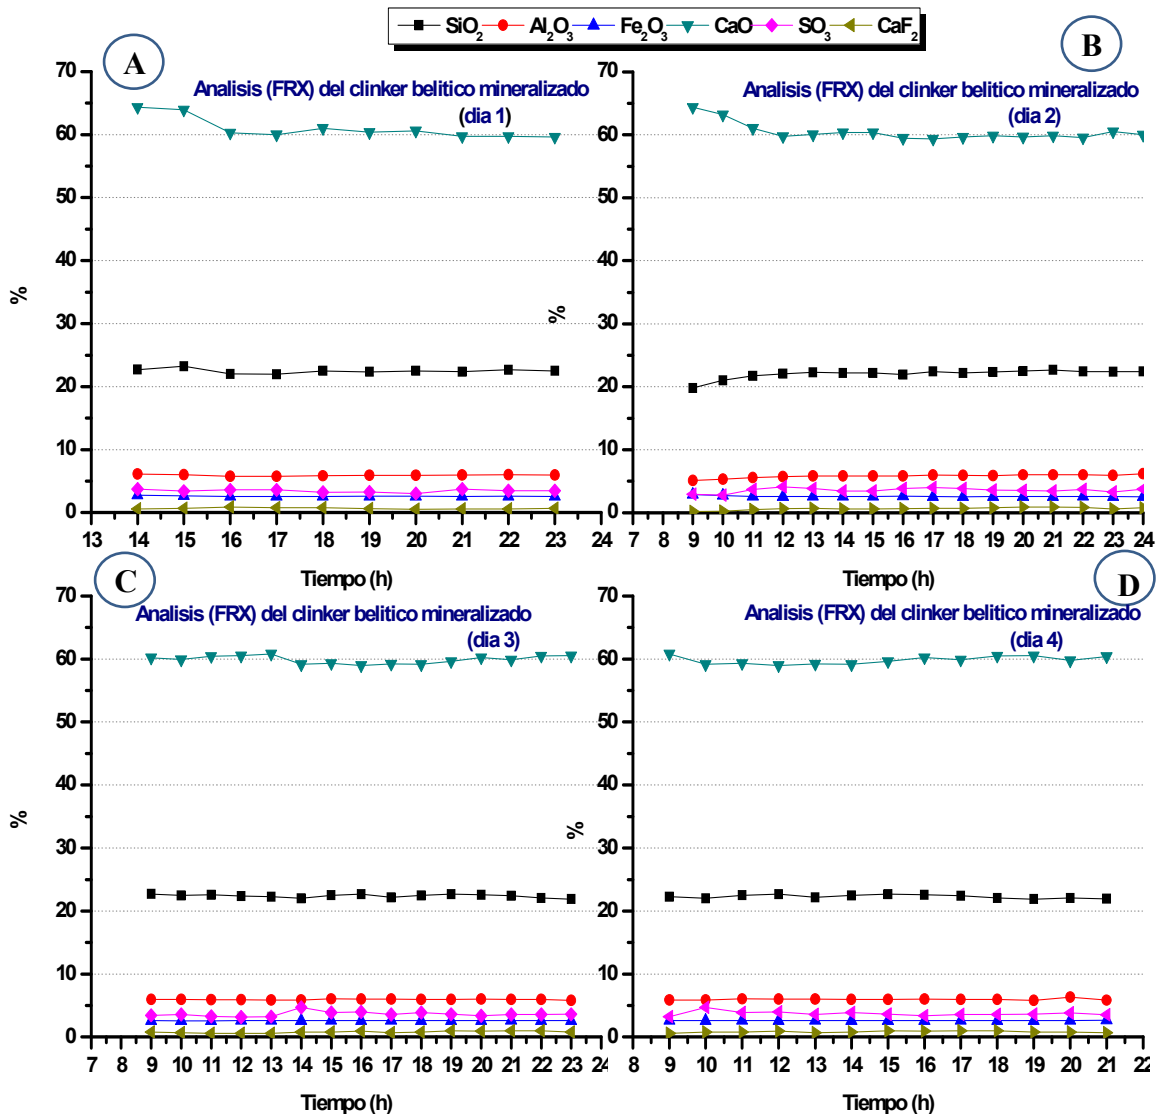 SiO₂ Al₂O₃ Fe₂O₃ CaO SO₃ CaF₂
A
Analisis (FRX) del clinker belitico mineralizado
(dia 1)
70
60
50
40
30
20
10
0
%
13 14 15 16 17 18 19 20 21 22 23 24
Tiempo (h)
B
Analisis (FRX) del clinker belitico mineralizado
(dia 2)
70
60
50
40
30
20
10
0
%
7 8 9 10 11 12 13 14 15 16 17 18 19 20 21 22 23 24
Tiempo (h)
C
Analisis (FRX) del clinker belitico mineralizado
(dia 3)
70
60
50
40
30
20
10
0
%
7 8 9 10 11 12 13 14 15 16 17 18 19 20 21 22 23 24
Tiempo (h)
D
Analisis (FRX) del clinker belitico mineralizado
(dia 4)
70
60
50
40
30
20
10
0
%
8 9 10 11 12 13 14 15 16 17 18 19 20 21 22
Tiempo (h)